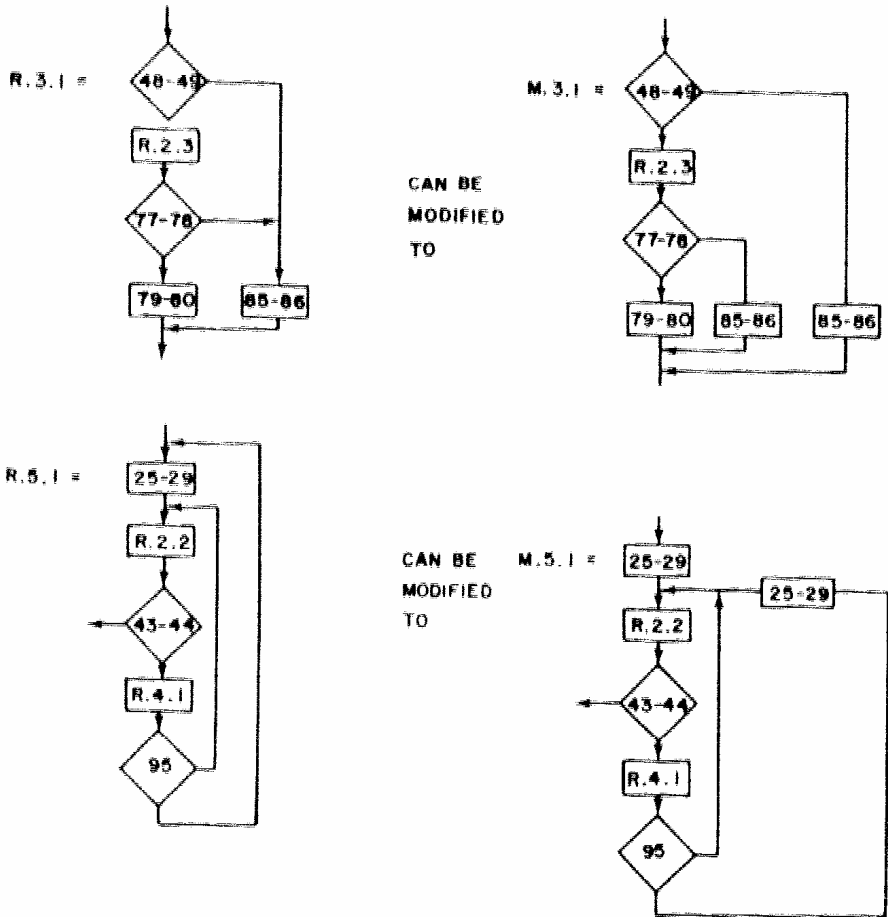 R.3.1 =
48-49
R.2.3
77-78
79-80
85-86
CAN BE
MODIFIED
TO
M.3.1 =
48-49
R.2.3
77-78
79-80
85-86
85-86
R.5.1 =
25-29
R.2.2
43-44
R.4.1
95
CAN BE
MODIFIED
TO
M.5.1 =
25-29
25-29
R.2.2
43-44
R.4.1
95